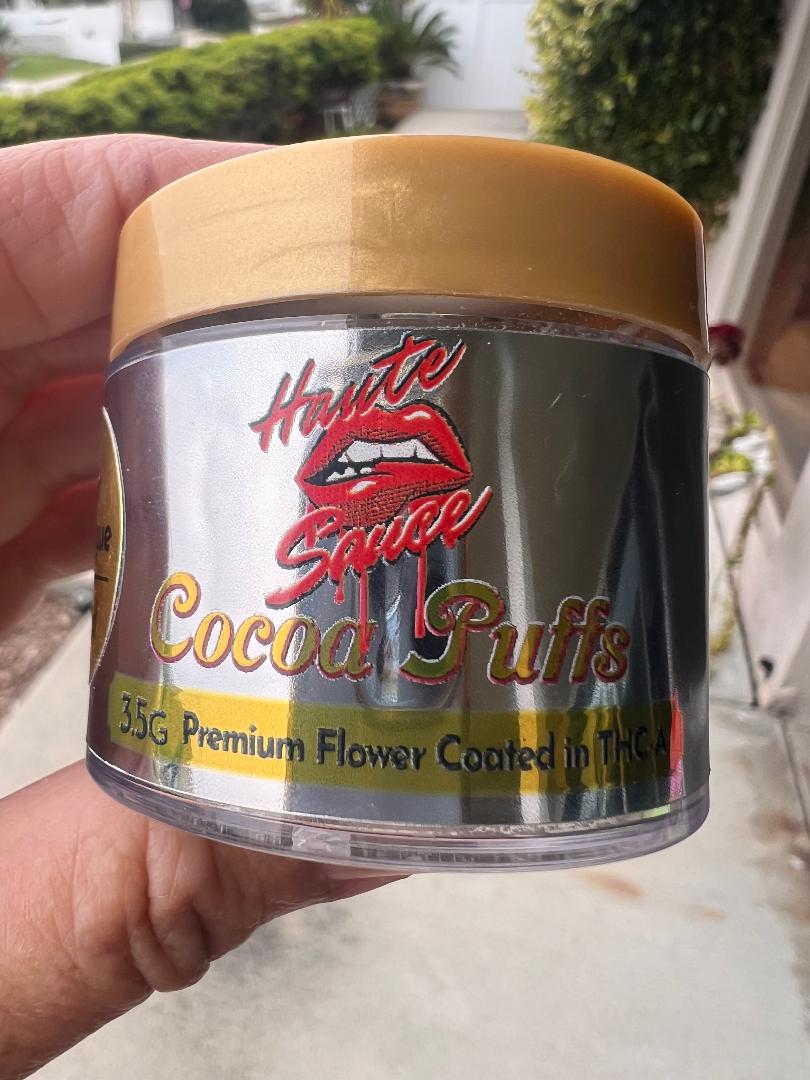 Haute
Sauce
Cocoa Puffs
3.5G Premium Flower Coated in THC-A